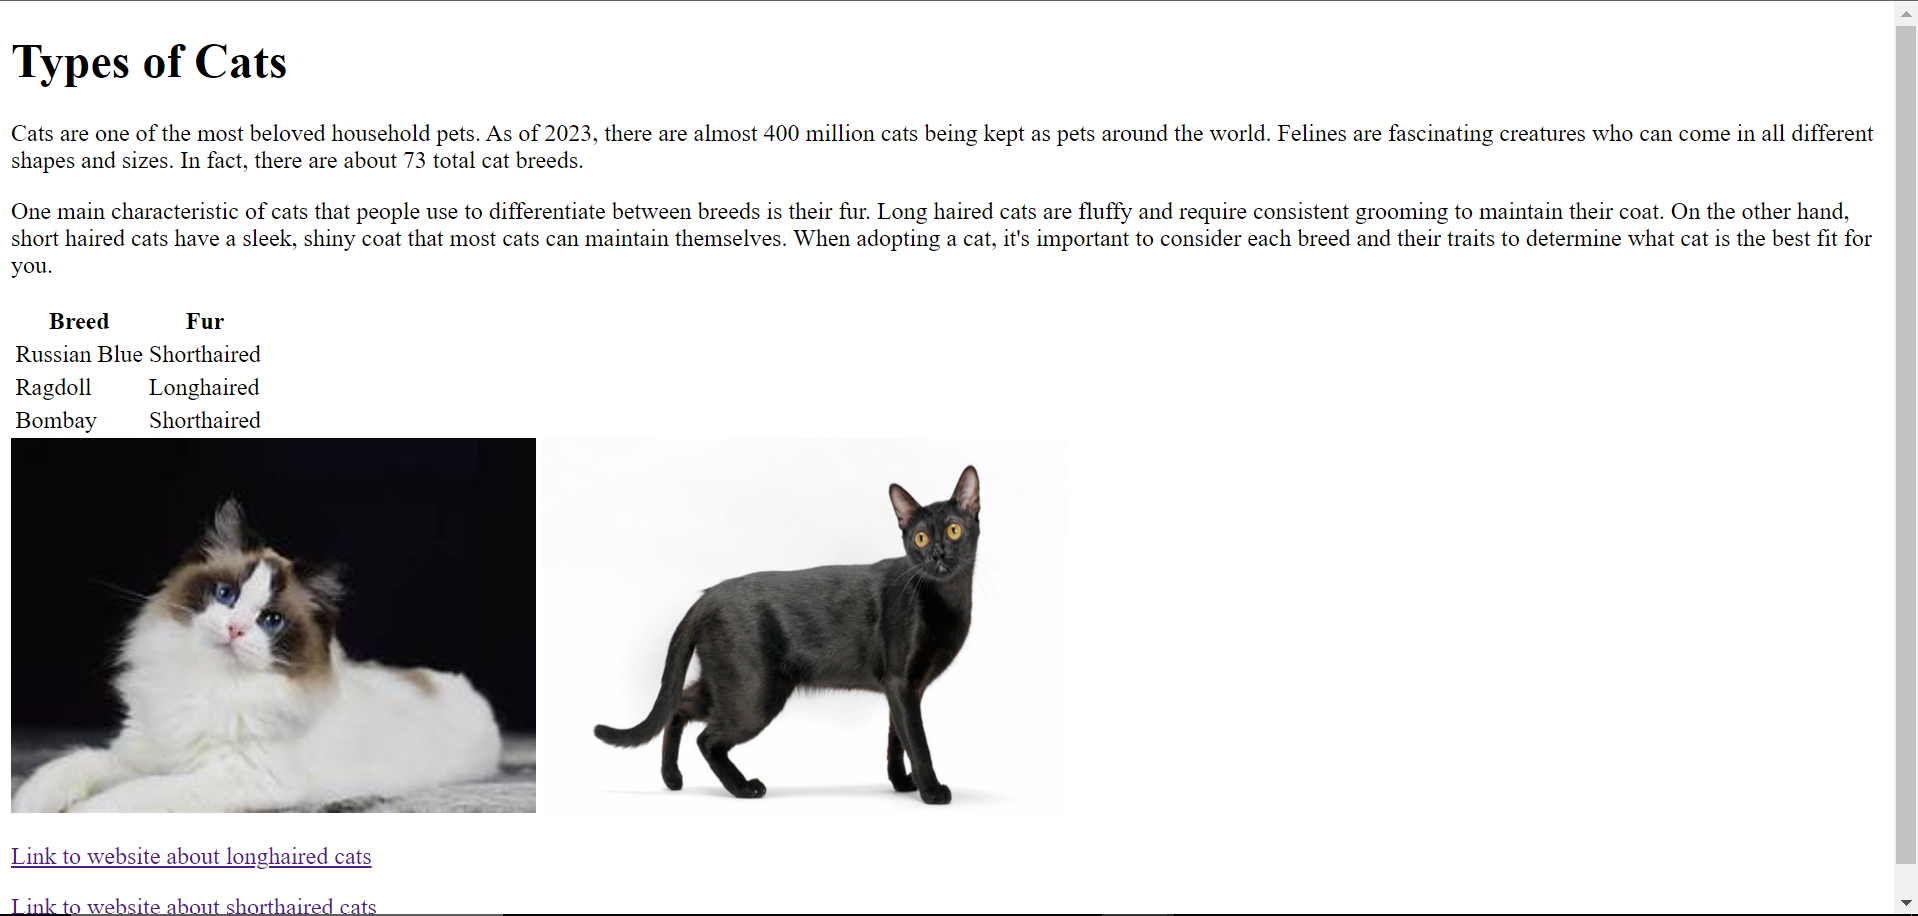 Types of Cats
Cats are one of the most beloved household pets. As of 2023, there are almost 400 million cats being kept as pets around the world. Felines are fascinating creatures who can come in all different
shapes and sizes. In fact, there are about 73 total cat breeds.
One main characteristic of cats that people use to differentiate between breeds is their fur. Long haired cats are fluffy and require consistent grooming to maintain their coat. On the other hand,
short haired cats have a sleek, shiny coat that most cats can maintain themselves. When adopting a cat, it's important to consider each breed and their traits to determine what cat is the best fit for
you.
Breed Fur
Russian Blue Shorthaired
Ragdoll Longhaired
Bombay Shorthaired
Link to website about longhaired cats
Link to website about shorthaired cats